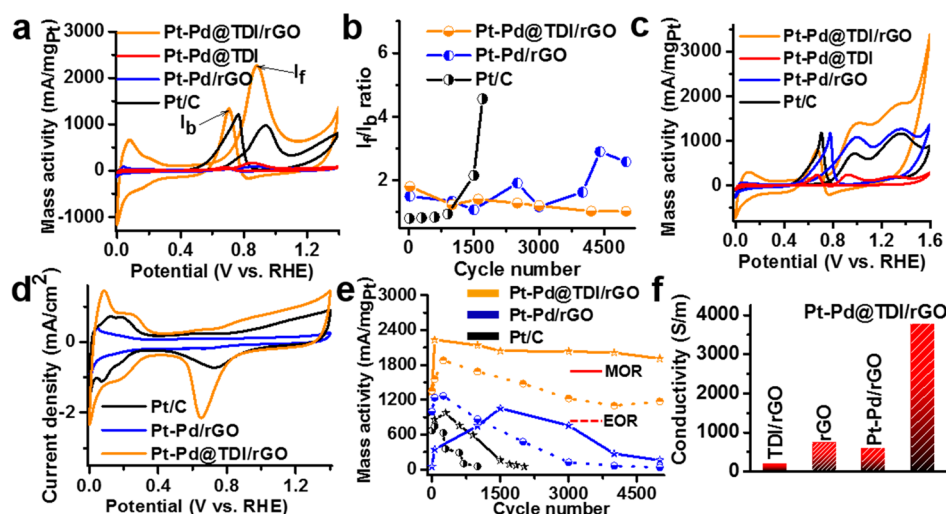 a
Mass activity (mA/mgPt)
3000
2000
1000
0
-1000
Pt-Pd@TDI/rGO
Pt-Pd@TDI
Pt-Pd/rGO
Pt/C
If
Ib
0.0 0.4 0.8 1.2
Potential (V vs. RHE)
b
If/Ib ratio
6
4
2
Pt-Pd@TDI/rGO
Pt-Pd/rGO
Pt/C
0 1500 3000 4500
Cycle number
c
Mass activity (mA/mgPt)
3000
2000
1000
0
Pt-Pd@TDI/rGO
Pt-Pd@TDI
Pt-Pd/rGO
Pt/C
0.0 0.4 0.8 1.2 1.6
Potential (V vs. RHE)
d
Current density (mA/cm2)
0
-2
Pt/C
Pt-Pd/rGO
Pt-Pd@TDI/rGO
0.0 0.4 0.8 1.2
Potential (V vs. RHE)
e
Mass activity (mA/mgPt)
3000
2400
1800
1200
600
0
Pt-Pd@TDI/rGO
Pt-Pd/rGO
Pt/C
MOR
EOR
0 1500 3000 4500
Cycle number
f
Conductivity (S/m)
4000
3000
2000
1000
0
TDI/rGO
rGO
Pt-Pd/rGO
Pt-Pd@TDI/rGO